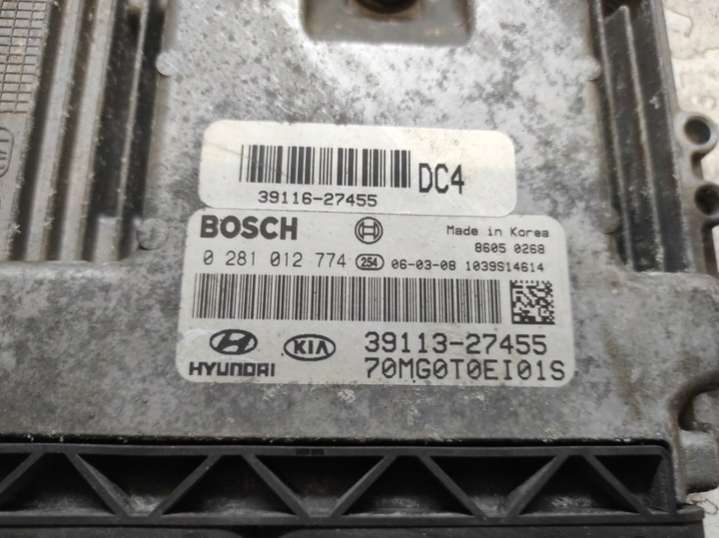 DC4
39116-27455
BOSCH
Made in Korea
8605 0268
0 281 012 774 254 06-03-08 1039S14614
39113-27455
HYUNDAI KIA
70MG0T0EI01S